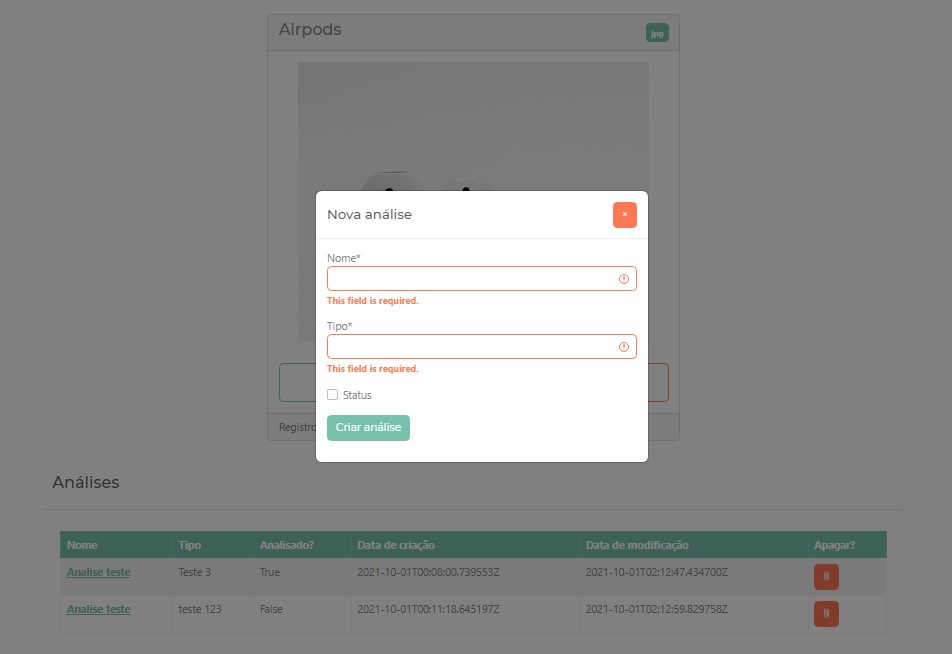 Airpods
jpg
Nova análise
×
Nome*
This field is required.
Tipo*
This field is required.
Status
Criar análise
Registro
Análises
Nome Tipo Analisado? Data de criação Data de modificação Apagar?
Analise teste Teste 3 True 2021-10-01T00:08:00.739553Z 2021-10-01T02:12:47.434700Z
Analise teste teste 123 False 2021-10-01T00:11:18.645197Z 2021-10-01T02:12:59.829758Z